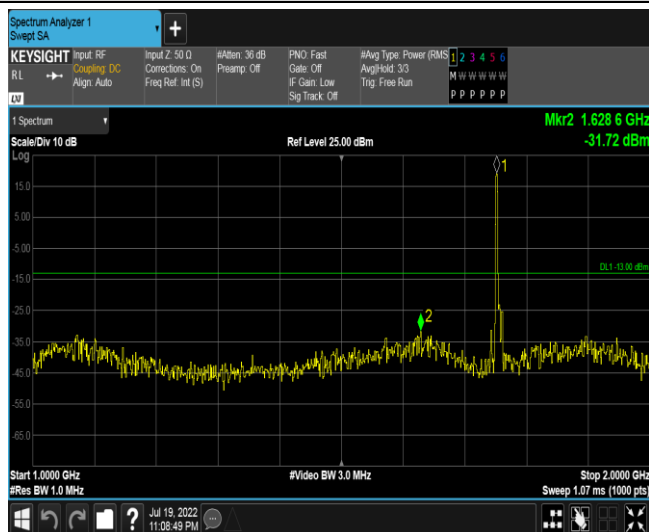 Spectrum Analyzer 1
Swept SA
+
KEYSIGHT
RL
LXI
Input: RF
Coupling: DC
Align: Auto
Input Z: 50 Ω
Corrections: On
Freq Ref: Int (S)
#Atten: 36 dB
Preamp: Off
PNO: Fast
Gate: Off
IF Gain: Low
Sig Track: Off
#Avg Type: Power (RMS
Avg|Hold: 3/3
Trig: Free Run
1 2 3 4 5 6
M W W W W W
P P P P P P
1 Spectrum
Mkr2 1.628 6 GHz
Scale/Div 10 dB
Ref Level 25.00 dBm
-31.72 dBm
Log
1
15.0
5.00
-5.00
DL1 -13.00 dBm
-15.0
-25.0
2
-35.0
-45.0
-55.0
-65.0
Start 1.0000 GHz
#Video BW 3.0 MHz
Stop 2.0000 GHz
#Res BW 1.0 MHz
Sweep 1.07 ms (1000 pts)
?
Jul 19, 2022
11:08:49 PM